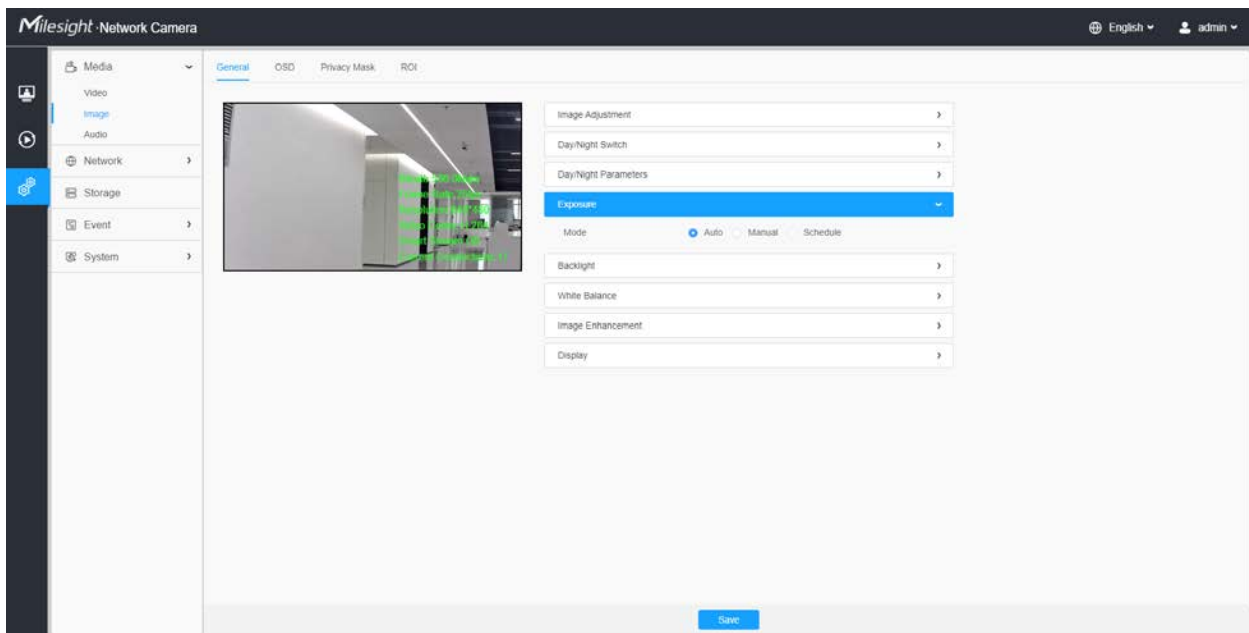 Milesight · Network Camera
English
admin
Media
Video
Image
Audio
Network
Storage
Event
System
General OSD Privacy Mask ROI
Image Adjustment
Day/Night Switch
Day/Night Parameters
Exposure
Mode Auto Manual Schedule
Backlight
White Balance
Image Enhancement
Display
Save